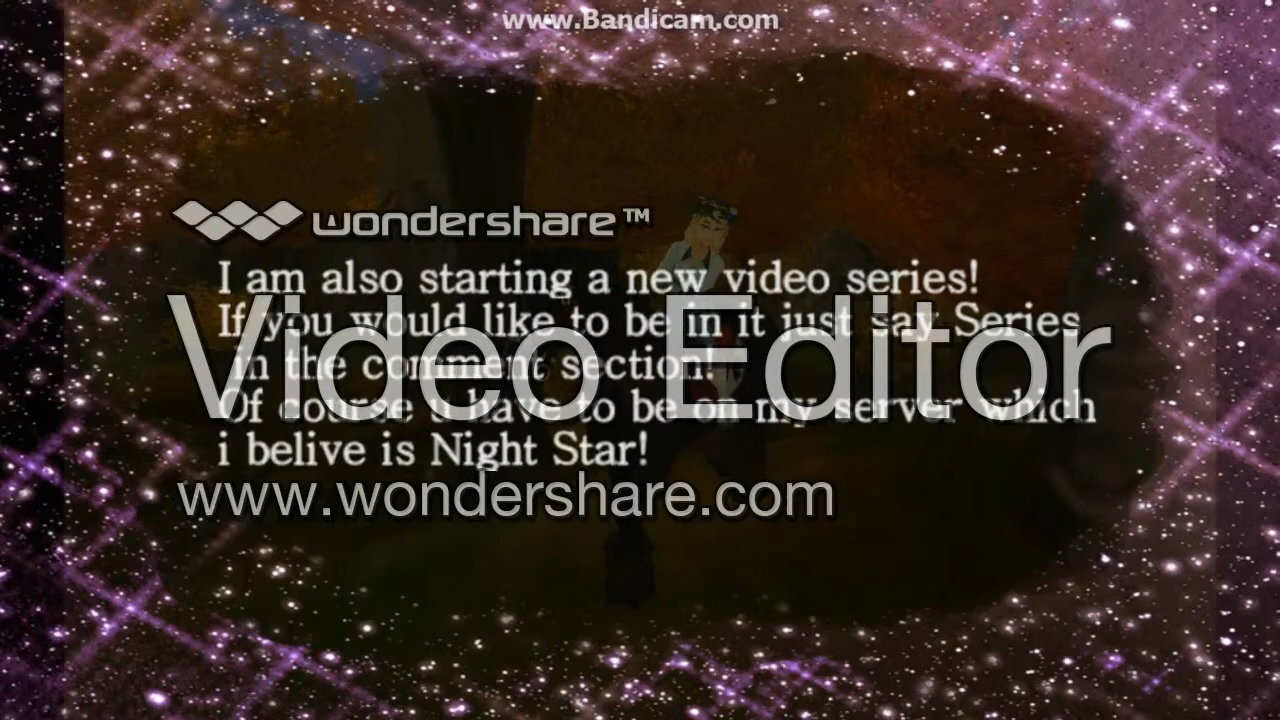 www.Bandicam.com
wondershare™
I am also starting a new video series!
If you would like to be in it just say Series
Video Editor
in the comment section!
Of course u have to be on my server which
i belive is Night Star!
www.wondershare.com